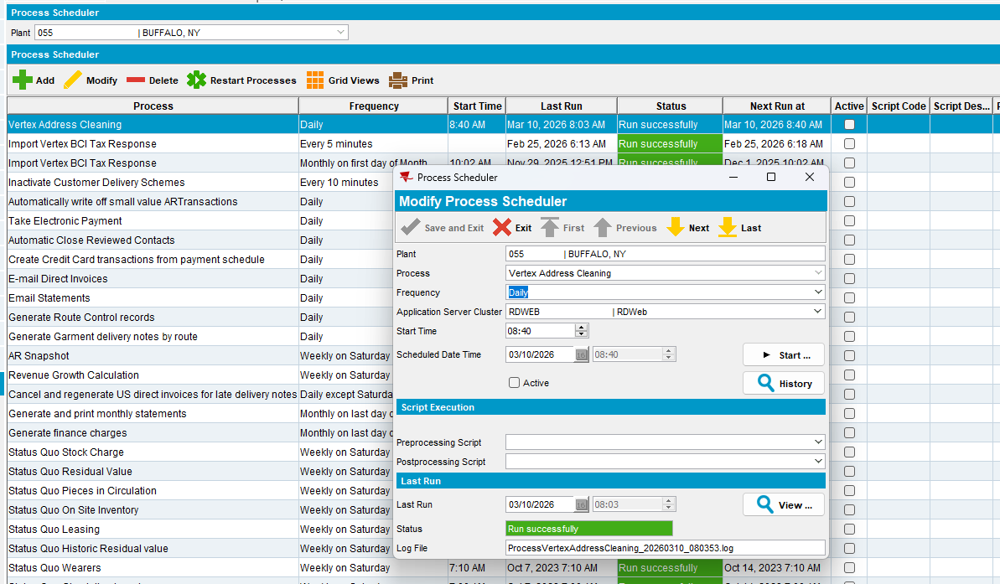 Process Scheduler
Plant 055 | BUFFALO, NY
Process Scheduler
Add Modify Delete Restart Processes Grid Views Print
Process Frequency Start Time Last Run Status Next Run at Active Script Code Script Des...
Vertex Address Cleaning Daily 8:40 AM Mar 10, 2026 8:03 AM Run successfully Mar 10, 2026 8:40 AM
Import Vertex BCI Tax Response Every 5 minutes Feb 25, 2026 6:13 AM Run successfully Feb 25, 2026 6:18 AM
Import Vertex BCI Tax Response Monthly on first day of Month 10:02 AM Nov 29, 2025 12:51 PM Run successfully Dec 1, 2025 10:02 AM
Inactivate Customer Delivery Schemes Every 10 minutes
Automatically write off small value ARTransactions Daily
Take Electronic Payment Daily
Automatic Close Reviewed Contacts Daily
Create Credit Card transactions from payment schedule Daily
E-mail Direct Invoices Daily
Email Statements Daily
Generate Route Control records Daily
Generate Garment delivery notes by route Daily
AR Snapshot Weekly on Saturday
Revenue Growth Calculation Weekly on Saturday
Cancel and regenerate US direct invoices for late delivery notes Daily except Saturda
Generate and print monthly statements Monthly on last day o
Generate finance charges Monthly on last day o
Status Quo Stock Charge Weekly on Saturday
Status Quo Residual Value Weekly on Saturday
Status Quo Pieces in Circulation Weekly on Saturday
Status Quo On Site Inventory Weekly on Saturday
Status Quo Leasing Weekly on Saturday
Status Quo Historic Residual value Weekly on Saturday
Status Quo Wearers Weekly on Saturday 7:10 AM Oct 7, 2023 7:10 AM Run successfully Oct 14, 2023 7:10 AM
Process Scheduler
Modify Process Scheduler
Save and Exit Exit First Previous Next Last
Plant 055 | BUFFALO, NY
Process Vertex Address Cleaning
Frequency Daily
Application Server Cluster RDWEB | RDWeb
Start Time 08:40
Scheduled Date Time 03/10/2026 16 08:40 Start ...
Active History
Script Execution
Preprocessing Script
Postprocessing Script
Last Run
Last Run 03/10/2026 16 08:03 View ...
Status Run successfully
Log File ProcessVertexAddressCleaning_20260310_080353.log